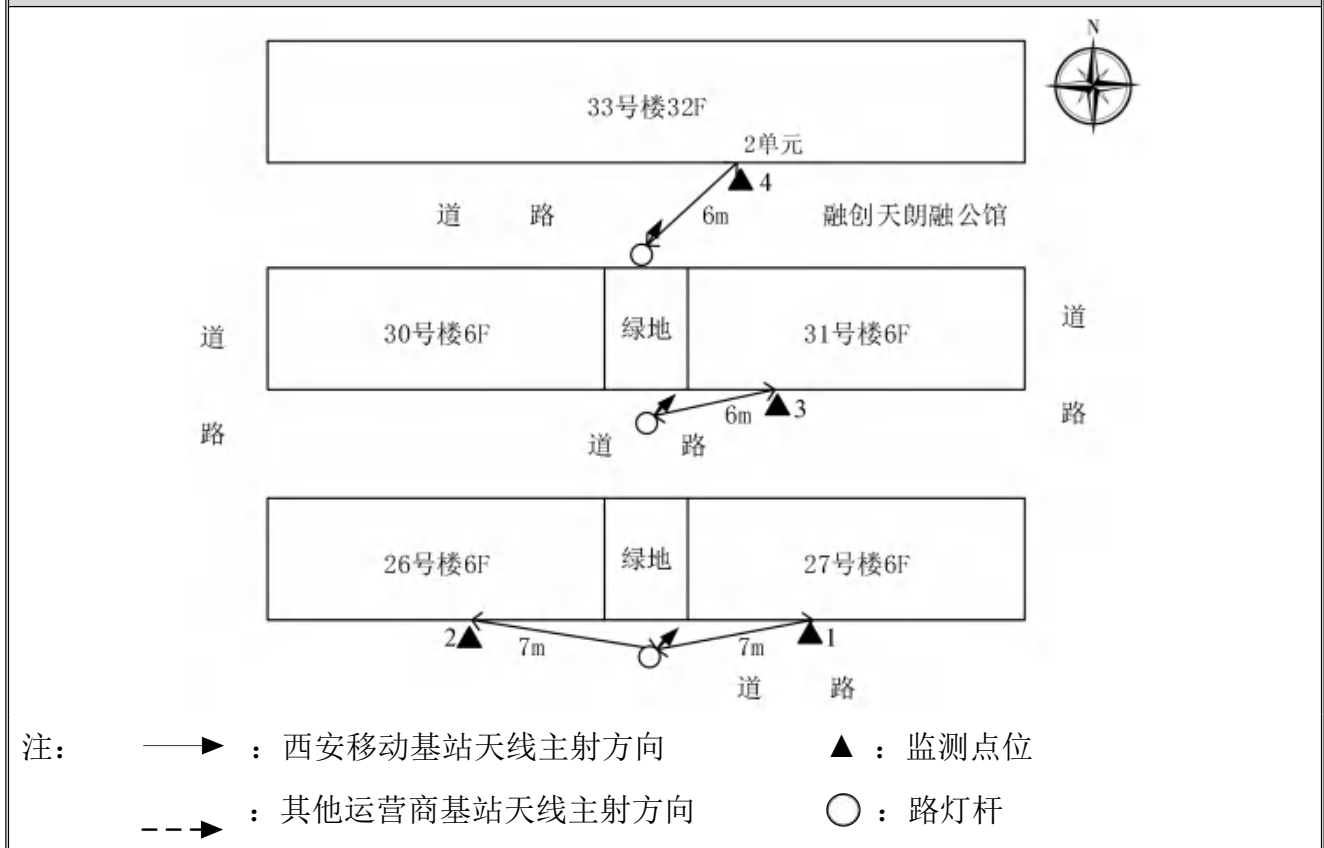 N
33号楼32F
2单元
4
道 路
6m
融创天朗融公馆
30号楼6F
绿地
31号楼6F
道 路
道 路
6m
3
道 路
26号楼6F
绿地
27号楼6F
2
7m
7m
1
道 路
注： ：西安移动基站天线主射方向 ▲ ：监测点位
：其他运营商基站天线主射方向 ○ ：路灯杆